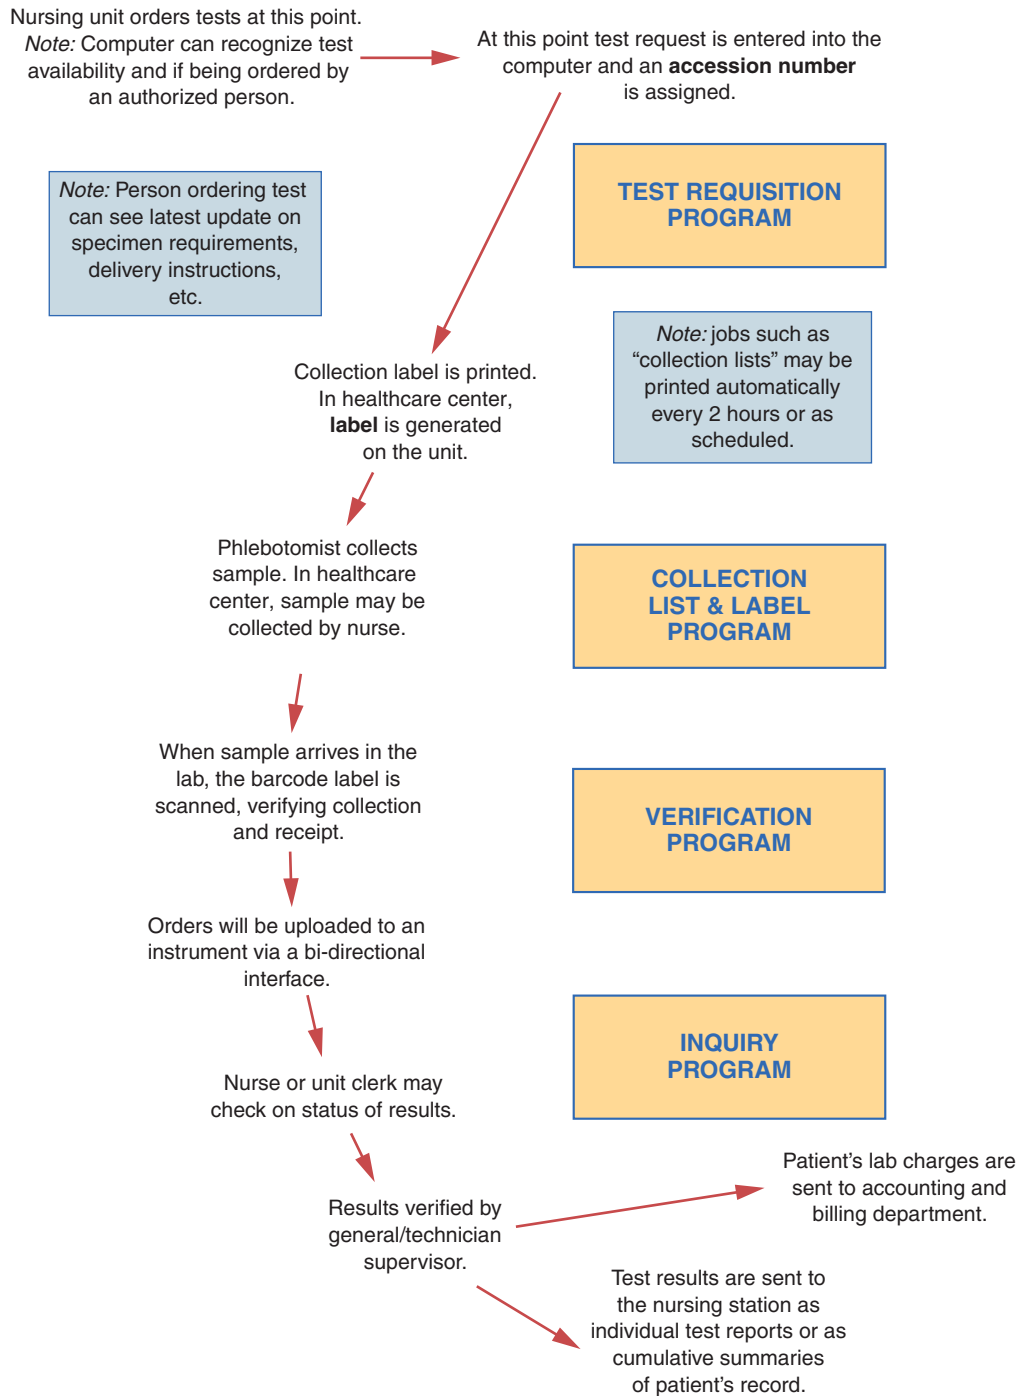 Nursing unit orders tests at this point.
Note: Computer can recognize test
availability and if being ordered by
an authorized person.
At this point test request is entered into the
computer and an accession number
is assigned.
TEST REQUISITION
PROGRAM
Note: Person ordering test
can see latest update on
specimen requirements,
delivery instructions,
etc.
Note: jobs such as
“collection lists” may be
printed automatically
every 2 hours or as
scheduled.
Collection label is printed.
In healthcare center,
label is generated
on the unit.
Phlebotomist collects
sample. In healthcare
center, sample may be
collected by nurse.
COLLECTION
LIST & LABEL
PROGRAM
When sample arrives in the
lab, the barcode label is
scanned, verifying collection
and receipt.
VERIFICATION
PROGRAM
Orders will be uploaded to an
instrument via a bi-directional
interface.
INQUIRY
PROGRAM
Nurse or unit clerk may
check on status of results.
Results verified by
general/technician
supervisor.
Patient’s lab charges are
sent to accounting and
billing department.
Test results are sent to
the nursing station as
individual test reports or as
cumulative summaries
of patient’s record.